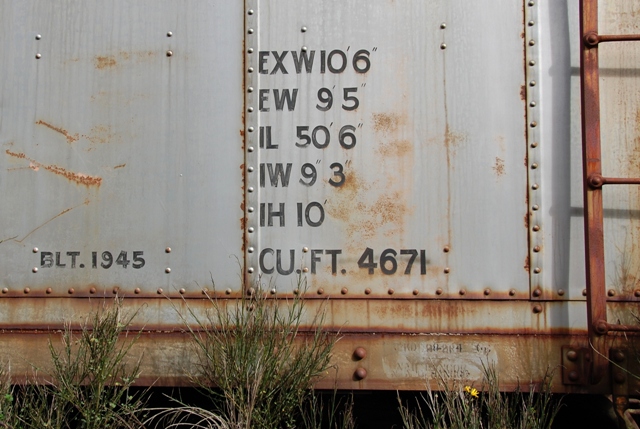 EXW 10'6"
EW 9'5"
IL 50'6"
IW 9" 3"
IH 10'
BLT. 1945
CU. FT. 4671